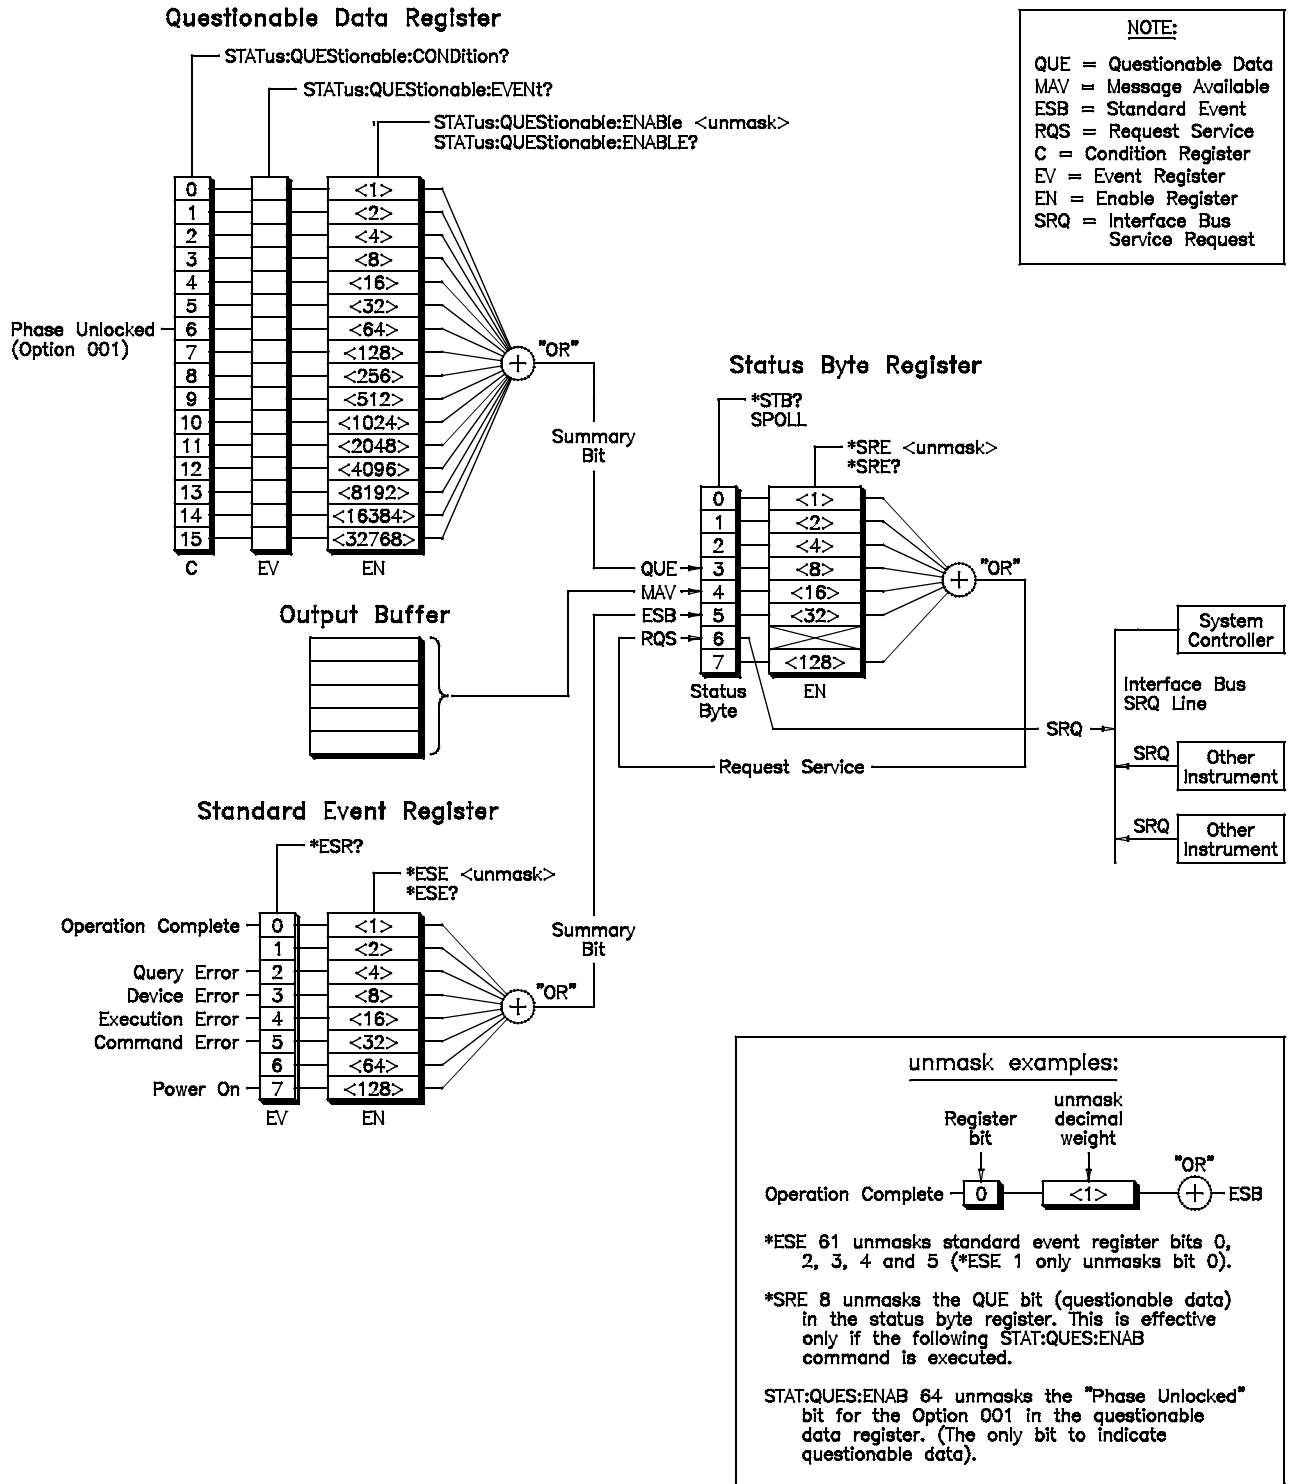 Questionable Data Register
STATus:QUEStionable:CONDition?
STATus:QUEStionable:EVENt?
STATus:QUEStionable:ENABle <unmask>
STATus:QUEStionable:ENABLE?
0 <1>
1 <2>
2 <4>
3 <8>
4 <16>
5 <32>
Phase Unlocked
(Option 001)
6 <64>
7 <128>
8 <256>
9 <512>
10 <1024>
11 <2048>
12 <4096>
13 <8192>
14 <16384>
15 <32768>
C EV EN
"OR"
Summary
Bit
NOTE:
QUE = Questionable Data
MAV = Message Available
ESB = Standard Event
RQS = Request Service
C = Condition Register
EV = Event Register
EN = Enable Register
SRQ = Interface Bus
Service Request
Status Byte Register
*STB?
SPOLL
*SRE <unmask>
*SRE?
0 <1>
1 <2>
2 <4>
QUE 3 <8>
MAV 4 <16>
ESB 5 <32>
RQS 6
7 <128>
Status
Byte
EN
"OR"
Request Service
SRQ
System
Controller
Interface Bus
SRQ Line
SRQ
Other
Instrument
SRQ
Other
Instrument
Output Buffer
Standard Event Register
*ESR?
*ESE <unmask>
*ESE?
Operation Complete 0 <1>
1 <2>
Query Error 2 <4>
Device Error 3 <8>
Execution Error 4 <16>
Command Error 5 <32>
6 <64>
Power On 7 <128>
EV EN
"OR"
Summary
Bit
unmask examples:
Register
bit
unmask
decimal
weight
"OR"
Operation Complete 0 <1> ESB
*ESE 61 unmasks standard event register bits 0,
2, 3, 4 and 5 (*ESE 1 only unmasks bit 0).
*SRE 8 unmasks the QUE bit (questionable data)
in the status byte register. This is effective
only if the following STAT:QUES:ENAB
command is executed.
STAT:QUES:ENAB 64 unmasks the "Phase Unlocked"
bit for the Option 001 in the questionable
data register. (The only bit to indicate
questionable data).